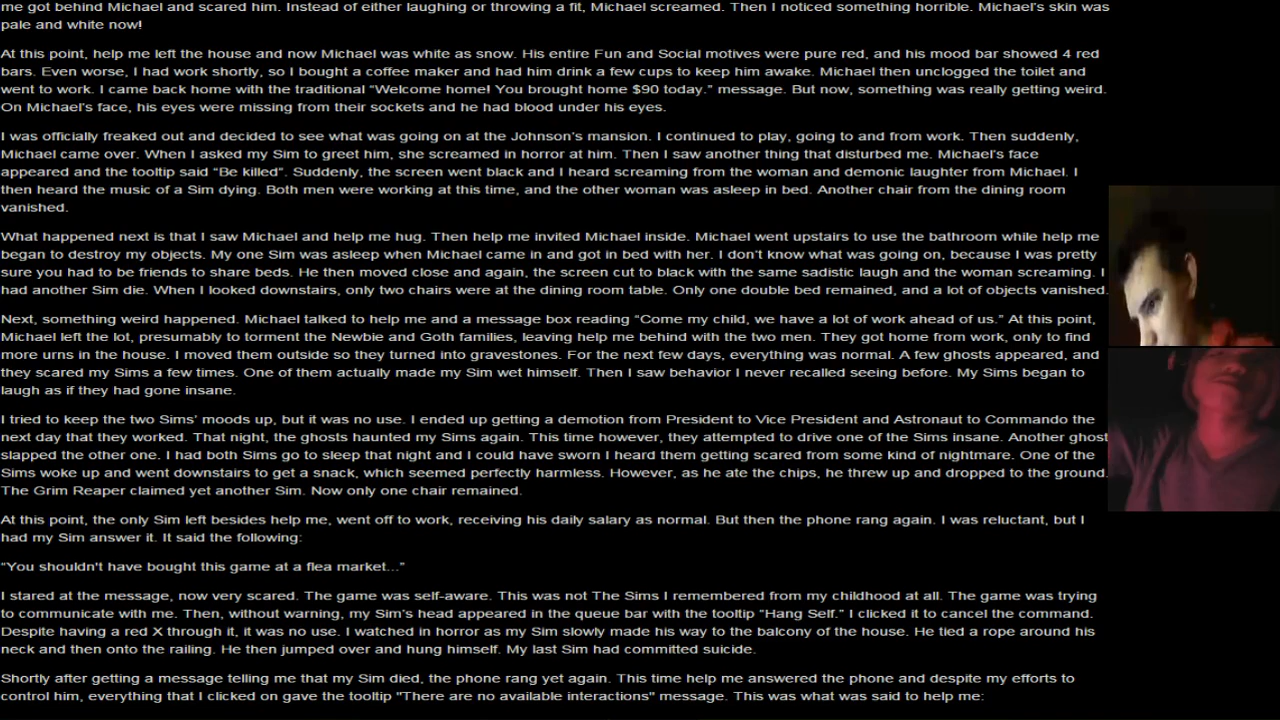 me got behind Michael and scared him. Instead of either laughing or throwing a fit, Michael screamed. Then I noticed something horrible. Michael's skin was
pale and white now!
At this point, help me left the house and now Michael was white as snow. His entire Fun and Social motives were pure red, and his mood bar showed 4 red
bars. Even worse, I had work shortly, so I bought a coffee maker and had him drink a few cups to keep him awake. Michael then unclogged the toilet and
went to work. I came back home with the traditional “Welcome home! You brought home $90 today.” message. But now, something was really getting weird.
On Michael's face, his eyes were missing from their sockets and he had blood under his eyes.
I was officially freaked out and decided to see what was going on at the Johnson's mansion. I continued to play, going to and from work. Then suddenly,
Michael came over. When I asked my Sim to greet him, she screamed in horror at him. Then I saw another thing that disturbed me. Michael's face
appeared and the tooltip said “Be killed”. Suddenly, the screen went black and I heard screaming from the woman and demonic laughter from Michael. I
then heard the music of a Sim dying. Both men were working at this time, and the other woman was asleep in bed. Another chair from the dining room
vanished.
What happened next is that I saw Michael and help me hug. Then help me invited Michael inside. Michael went upstairs to use the bathroom while help me
began to destroy my objects. My one Sim was asleep when Michael came in and got in bed with her. I don't know what was going on, because I was pretty
sure you had to be friends to share beds. He then moved close and again, the screen cut to black with the same sadistic laugh and the woman screaming. I
had another Sim die. When I looked downstairs, only two chairs were at the dining room table. Only one double bed remained, and a lot of objects vanished.
Next, something weird happened. Michael talked to help me and a message box reading “Come my child, we have a lot of work ahead of us.” At this point,
Michael left the lot, presumably to torment the Newbie and Goth families, leaving help me behind with the two men. They got home from work, only to find
more urns in the house. I moved them outside so they turned into gravestones. For the next few days, everything was normal. A few ghosts appeared, and
they scared my Sims a few times. One of them actually made my Sim wet himself. Then I saw behavior I never recalled seeing before. My Sims began to
laugh as if they had gone insane.
I tried to keep the two Sims' moods up, but it was no use. I ended up getting a demotion from President to Vice President and Astronaut to Commando the
next day that they worked. That night, the ghosts haunted my Sims again. This time however, they attempted to drive one of the Sims insane. Another ghost
slapped the other one. I had both Sims go to sleep that night and I could have sworn I heard them getting scared from some kind of nightmare. One of the
Sims woke up and went downstairs to get a snack, which seemed perfectly harmless. However, as he ate the chips, he threw up and dropped to the ground.
The Grim Reaper claimed yet another Sim. Now only one chair remained.
At this point, the only Sim left besides help me, went off to work, receiving his daily salary as normal. But then the phone rang again. I was reluctant, but I
had my Sim answer it. It said the following:
“You shouldn't have bought this game at a flea market...”
I stared at the message, now very scared. The game was self-aware. This was not The Sims I remembered from my childhood at all. The game was trying
to communicate with me. Then, without warning, my Sim's head appeared in the queue bar with the tooltip “Hang Self.” I clicked it to cancel the command.
Despite having a red X through it, it was no use. I watched in horror as my Sim slowly made his way to the balcony of the house. He tied a rope around his
neck and then onto the railing. He then jumped over and hung himself. My last Sim had committed suicide.
Shortly after getting a message telling me that my Sim died, the phone rang yet again. This time help me answered the phone and despite my efforts to
control him, everything that I clicked on gave the tooltip "There are no available interactions" message. This was what was said to help me: